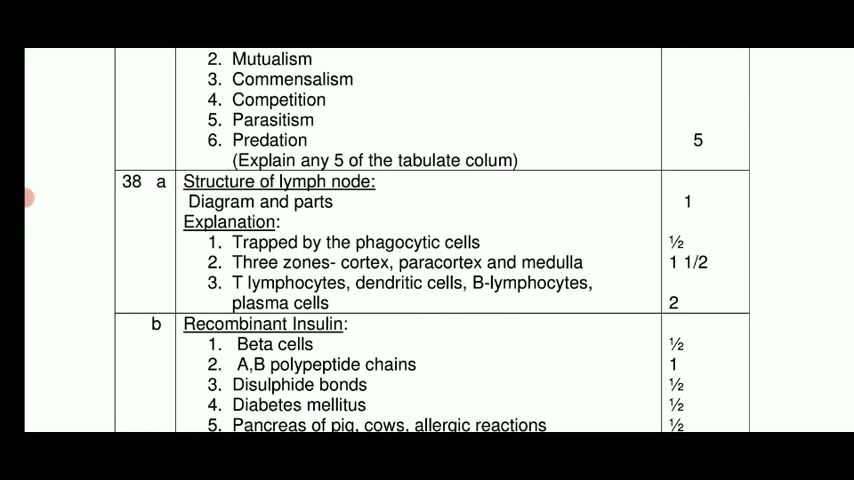 2. Mutualism
3. Commensalism
4. Competition
5. Parasitism
6. Predation 5
(Explain any 5 of the tabulate colum)
38 a Structure of lymph node:
Diagram and parts 1
Explanation:
1. Trapped by the phagocytic cells ½
2. Three zones- cortex, paracortex and medulla 1 1/2
3. T lymphocytes, dendritic cells, B-lymphocytes,
plasma cells 2
b Recombinant Insulin:
1. Beta cells ½
2. A,B polypeptide chains 1
3. Disulphide bonds ½
4. Diabetes mellitus ½
5. Pancreas of pig, cows, allergic reactions ½